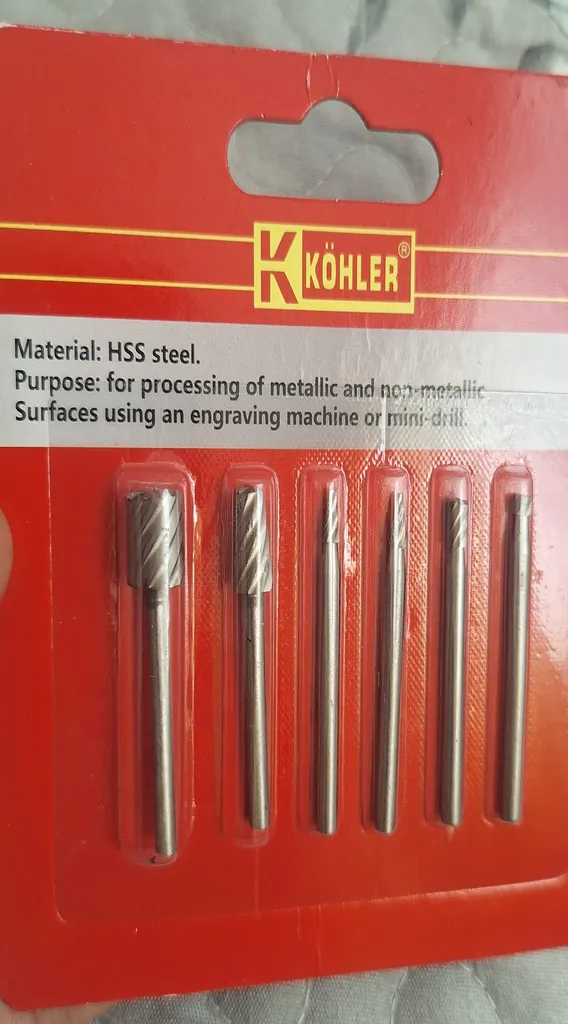 K KÖHLER®
Material: HSS steel.
Purpose: for processing of metallic and non-metallic
Surfaces using an engraving machine or mini-drill.